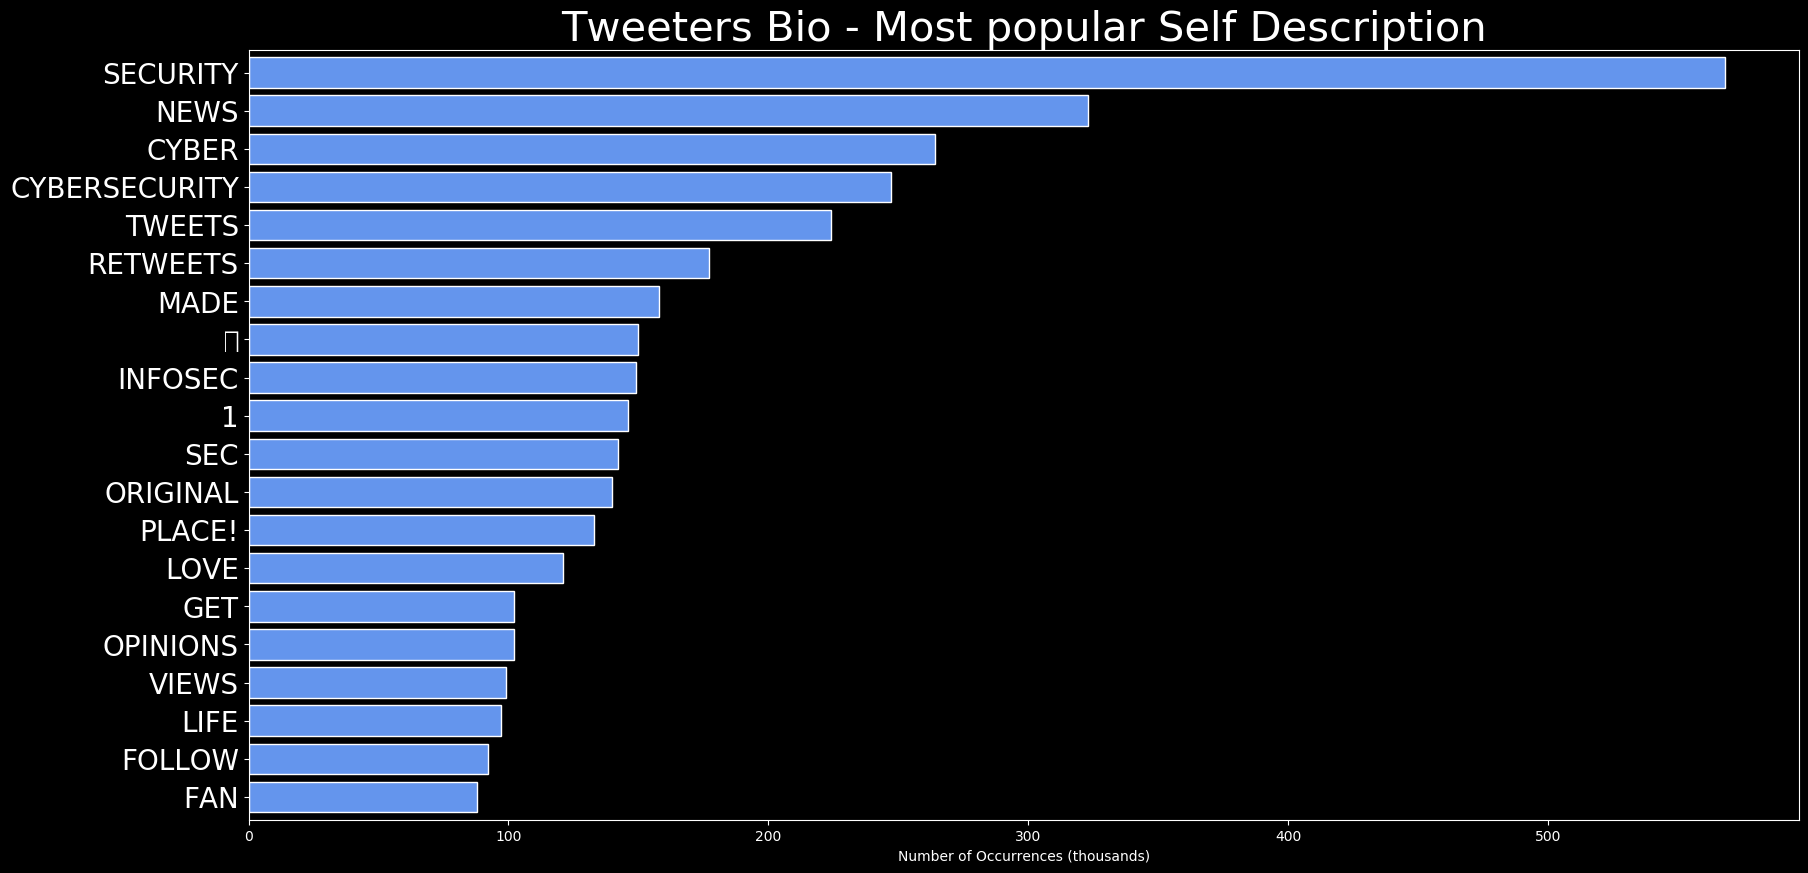 Tweeters Bio - Most popular Self Description
SECURITY
NEWS
CYBER
CYBERSECURITY
TWEETS
RETWEETS
MADE
INFOSEC
1
SEC
ORIGINAL
PLACE!
LOVE
GET
OPINIONS
VIEWS
LIFE
FOLLOW
FAN
0 100 200 300 400 500
Number of Occurrences (thousands)